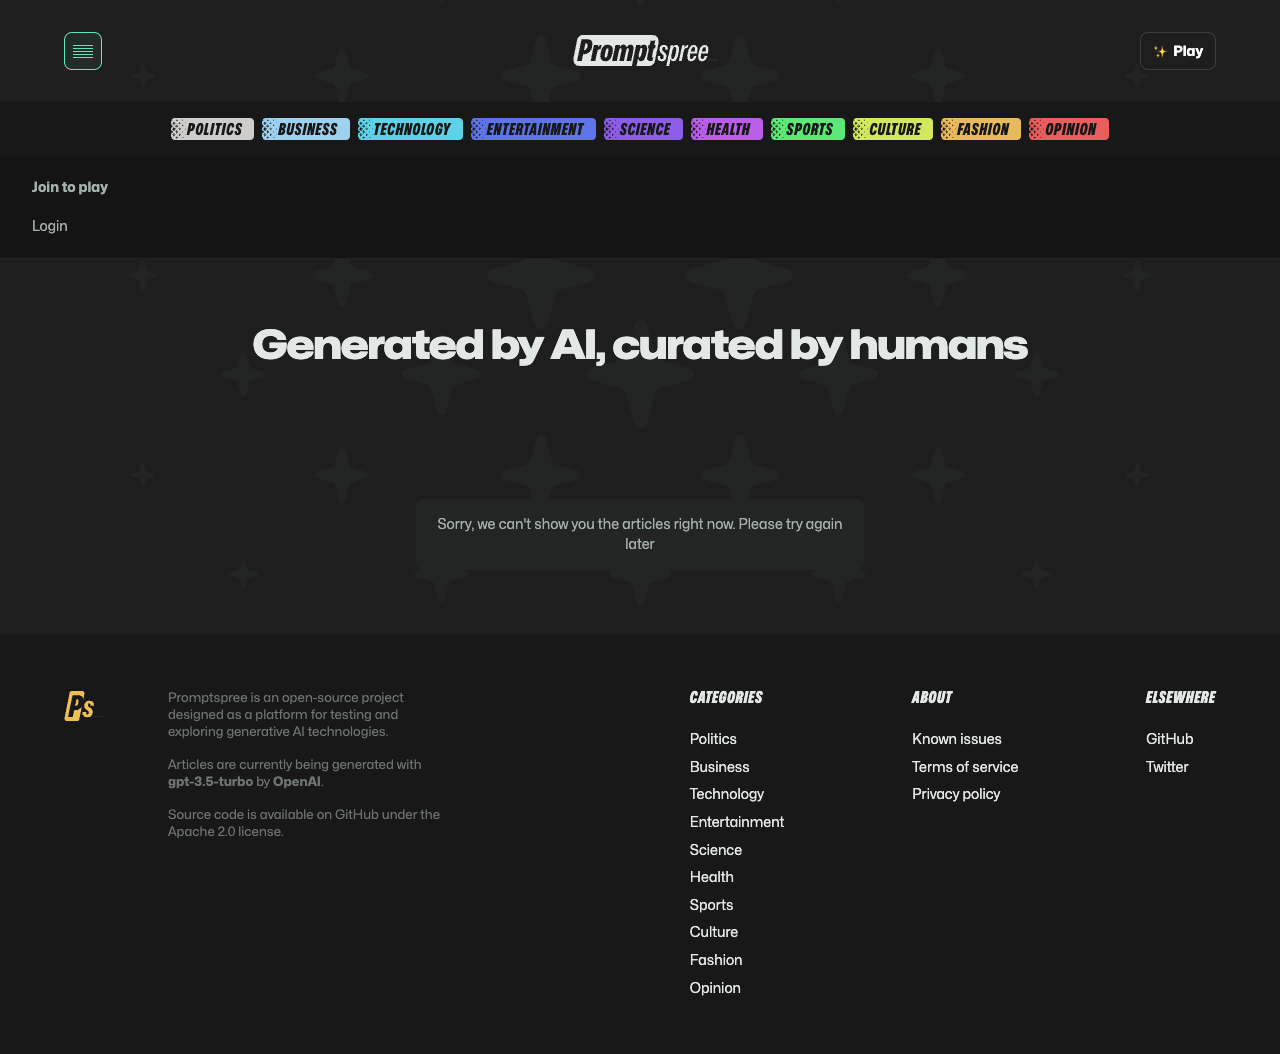 Promptspree
✨ Play
POLITICS
BUSINESS
TECHNOLOGY
ENTERTAINMENT
SCIENCE
HEALTH
SPORTS
CULTURE
FASHION
OPINION
Join to play
Login
Generated by AI, curated by humans
Sorry, we can't show you the articles right now. Please try again
later
Ps
Promptspree is an open-source project
designed as a platform for testing and
exploring generative AI technologies.
Articles are currently being generated with
gpt-3.5-turbo by OpenAI.
Source code is available on GitHub under the
Apache 2.0 license.
CATEGORIES
Politics
Business
Technology
Entertainment
Science
Health
Sports
Culture
Fashion
Opinion
ABOUT
Known issues
Terms of service
Privacy policy
ELSEWHERE
GitHub
Twitter